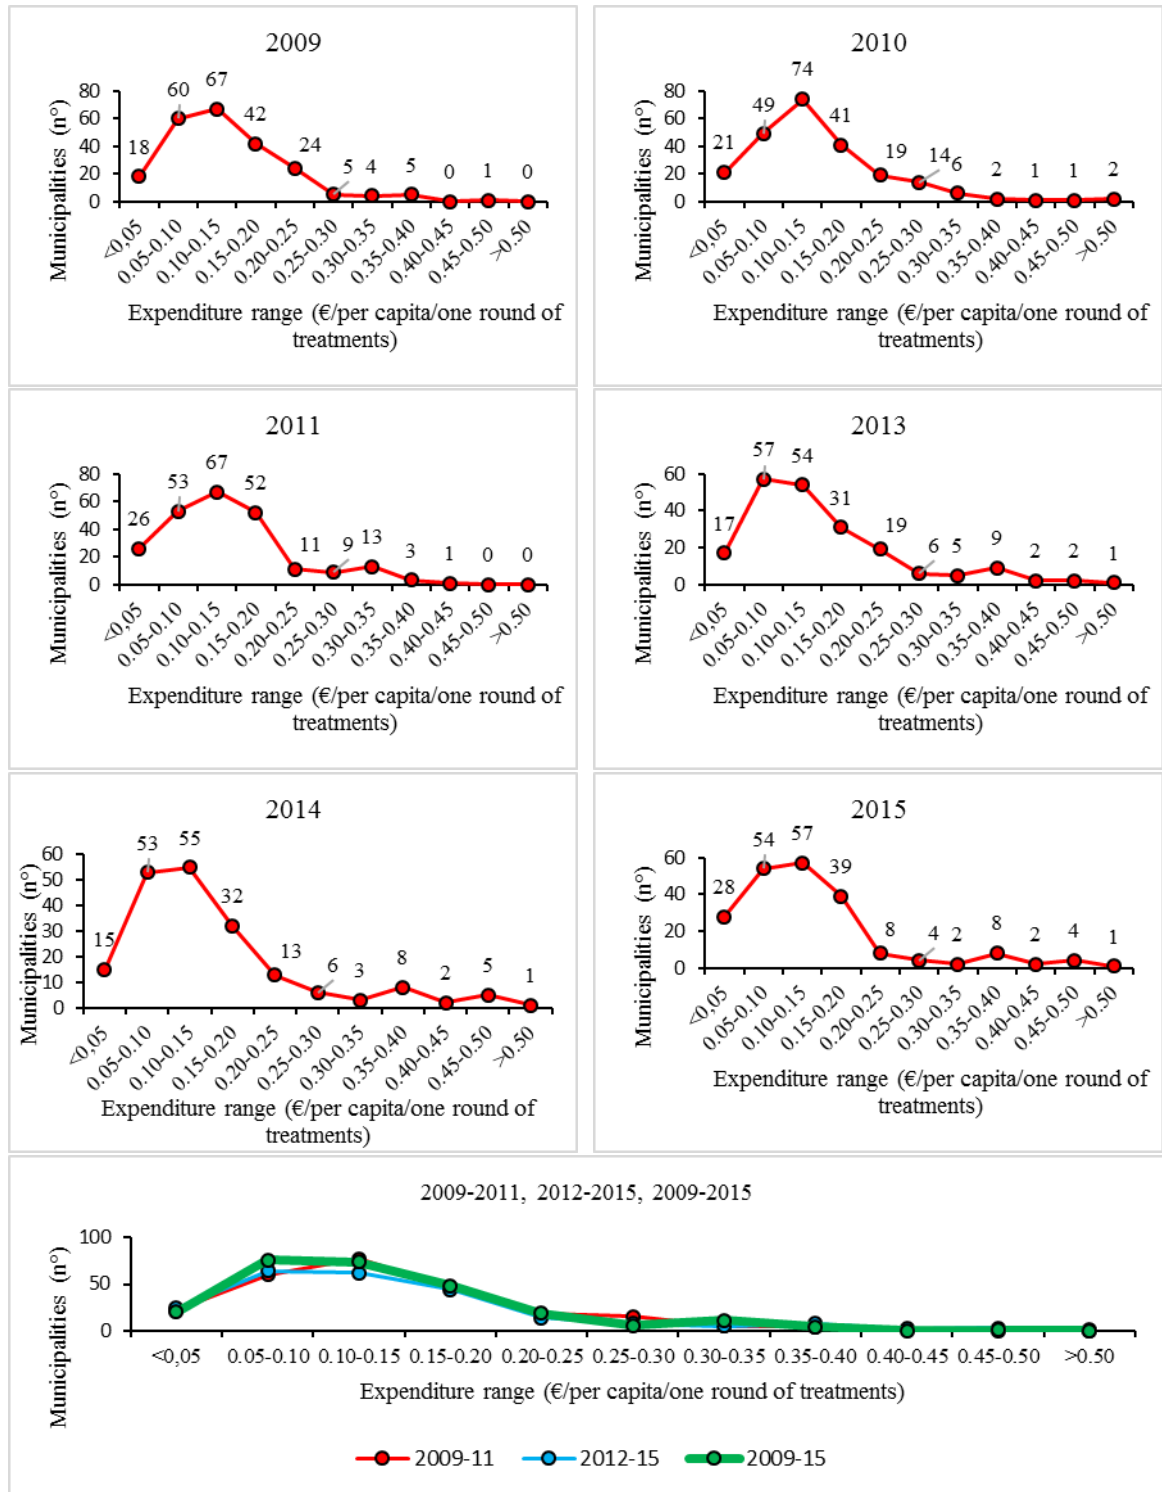 2009
18 60 67 42 24 5 4 5 0 1 0
80
60
40
20
0
Municipalities (n°)
<0,05 0.05-0.10 0.10-0.15 0.15-0.20 0.20-0.25 0.25-0.30 0.30-0.35 0.35-0.40 0.40-0.45 0.45-0.50 >0.50
Expenditure range (€/per capita/one round of
treatments)
2010
21 49 74 41 19 14 6 2 1 1 2
80
60
40
20
0
Municipalities (n°)
<0,05 0.05-0.10 0.10-0.15 0.15-0.20 0.20-0.25 0.25-0.30 0.30-0.35 0.35-0.40 0.40-0.45 0.45-0.50 >0.50
Expenditure range (€/per capita/one round of
treatments)
2011
26 53 67 52 11 9 13 3 1 0 0
80
60
40
20
0
Municipalities (n°)
<0,05 0.05-0.10 0.10-0.15 0.15-0.20 0.20-0.25 0.25-0.30 0.30-0.35 0.35-0.40 0.40-0.45 0.45-0.50 >0.50
Expenditure range (€/per capita/one round of
treatments)
2013
17 57 54 31 19 6 5 9 2 2 1
60
40
20
0
Municipalities (n°)
<0,05 0.05-0.10 0.10-0.15 0.15-0.20 0.20-0.25 0.25-0.30 0.30-0.35 0.35-0.40 0.40-0.45 0.45-0.50 >0.50
Expenditure range (€/per capita/one round of
treatments)
2014
15 53 55 32 13 6 3 8 2 5 1
60
50
40
30
20
10
0
Municipalities (n°)
<0,05 0.05-0.10 0.10-0.15 0.15-0.20 0.20-0.25 0.25-0.30 0.30-0.35 0.35-0.40 0.40-0.45 0.45-0.50 >0.50
Expenditure range (€/per capita/one round of
treatments)
2015
28 54 57 39 8 4 2 8 2 4 1
60
40
20
0
Municipalities (n°)
<0,05 0.05-0.10 0.10-0.15 0.15-0.20 0.20-0.25 0.25-0.30 0.30-0.35 0.35-0.40 0.40-0.45 0.45-0.50 >0.50
Expenditure range (€/per capita/one round of
treatments)
2009-2011, 2012-2015, 2009-2015
100
50
0
Municipalities (n°)
<0,05 0.05-0.10 0.10-0.15 0.15-0.20 0.20-0.25 0.25-0.30 0.30-0.35 0.35-0.40 0.40-0.45 0.45-0.50 >0.50
Expenditure range (€/per capita/one round of treatments)
2009-11 2012-15 2009-15